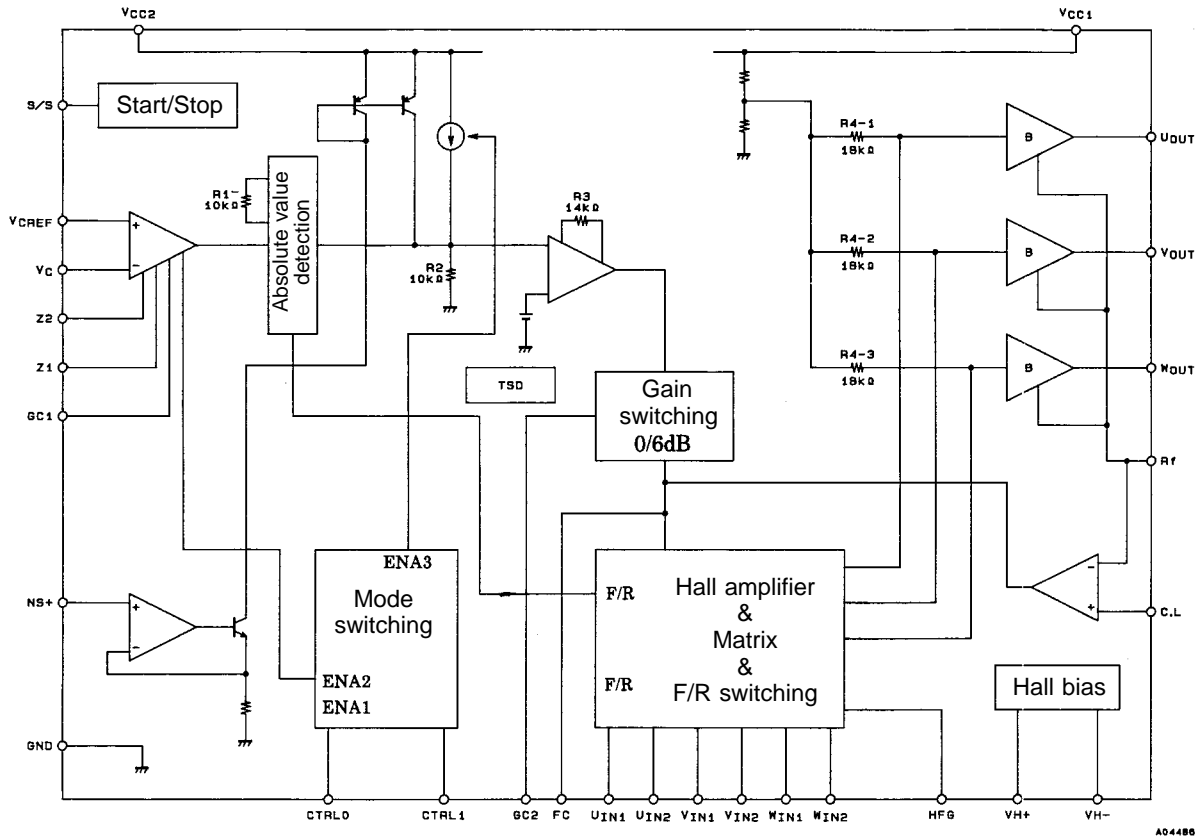 VCC2
VCC1
S/S
Start/Stop
R4-1
18kΩ
B
UOUT
R1
10kΩ
Absolute value
detection
R3
14kΩ
VCREF
+
-
VC
R2
10kΩ
R4-2
18kΩ
B
VOUT
Z2
Z1
TSD
Gain
switching
0/6dB
R4-3
18kΩ
B
WOUT
GC1
Rf
ENA3
Mode
switching
ENA2
ENA1
F/R
F/R
Hall amplifier
&
Matrix
&
F/R switching
-
+
C.L
NS+
+
-
Hall bias
GND
CTRL0
CTRL1
GC2
FC
UIN1
UIN2
VIN1
VIN2
WIN1
WIN2
HFG
VH+
VH-
A04486